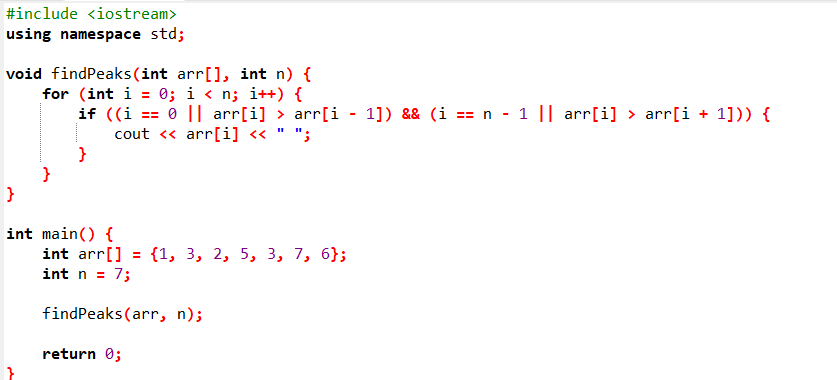 #include <iostream>
using namespace std;
void findPeaks(int arr[], int n) {
for (int i = 0; i < n; i++) {
if ((i == 0 || arr[i] > arr[i - 1]) && (i == n - 1 || arr[i] > arr[i + 1])) {
cout << arr[i] << " ";
}
}
}
int main() {
int arr[] = {1, 3, 2, 5, 3, 7, 6};
int n = 7;
findPeaks(arr, n);
return 0;
}